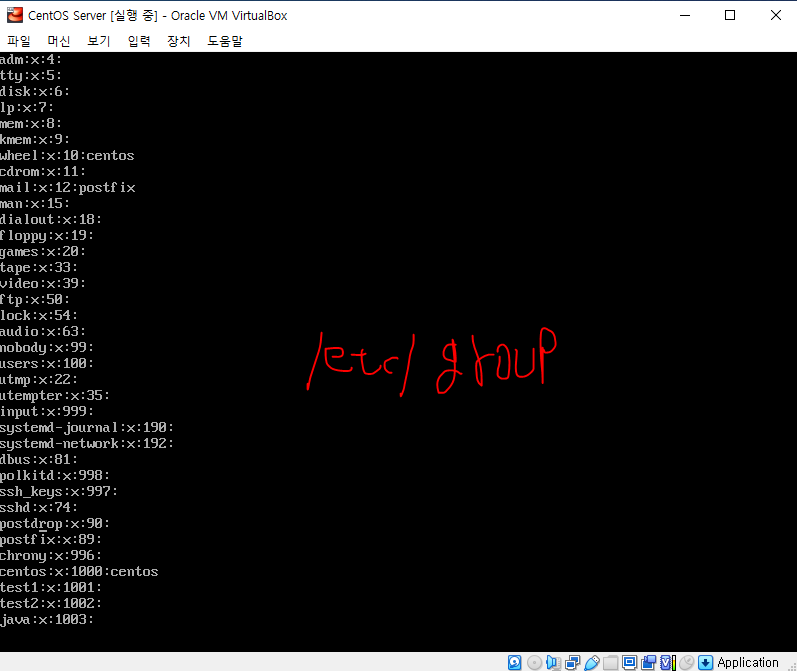 CentOS Server [실행 중] - Oracle VM VirtualBox
파일 머신 보기 입력 장치 도움말
adm:x:4:
tty:x:5:
disk:x:6:
lp:x:7:
mem:x:8:
kmem:x:9:
wheel:x:10:centos
cdrom:x:11:
mail:x:12:postfix
man:x:15:
dialout:x:18:
floppy:x:19:
games:x:20:
tape:x:33:
video:x:39:
ftp:x:50:
lock:x:54:
audio:x:63:
nobody:x:99:
users:x:100:
utmp:x:22:
utempter:x:35:
input:x:999:
systemd-journal:x:190:
systemd-network:x:192:
dbus:x:81:
polkitd:x:998:
ssh_keys:x:997:
sshd:x:74:
postdrop:x:90:
postfix:x:89:
chrony:x:996:
centos:x:1000:centos
test1:x:1001:
test2:x:1002:
java:x:1003:
/etc/ group
Application